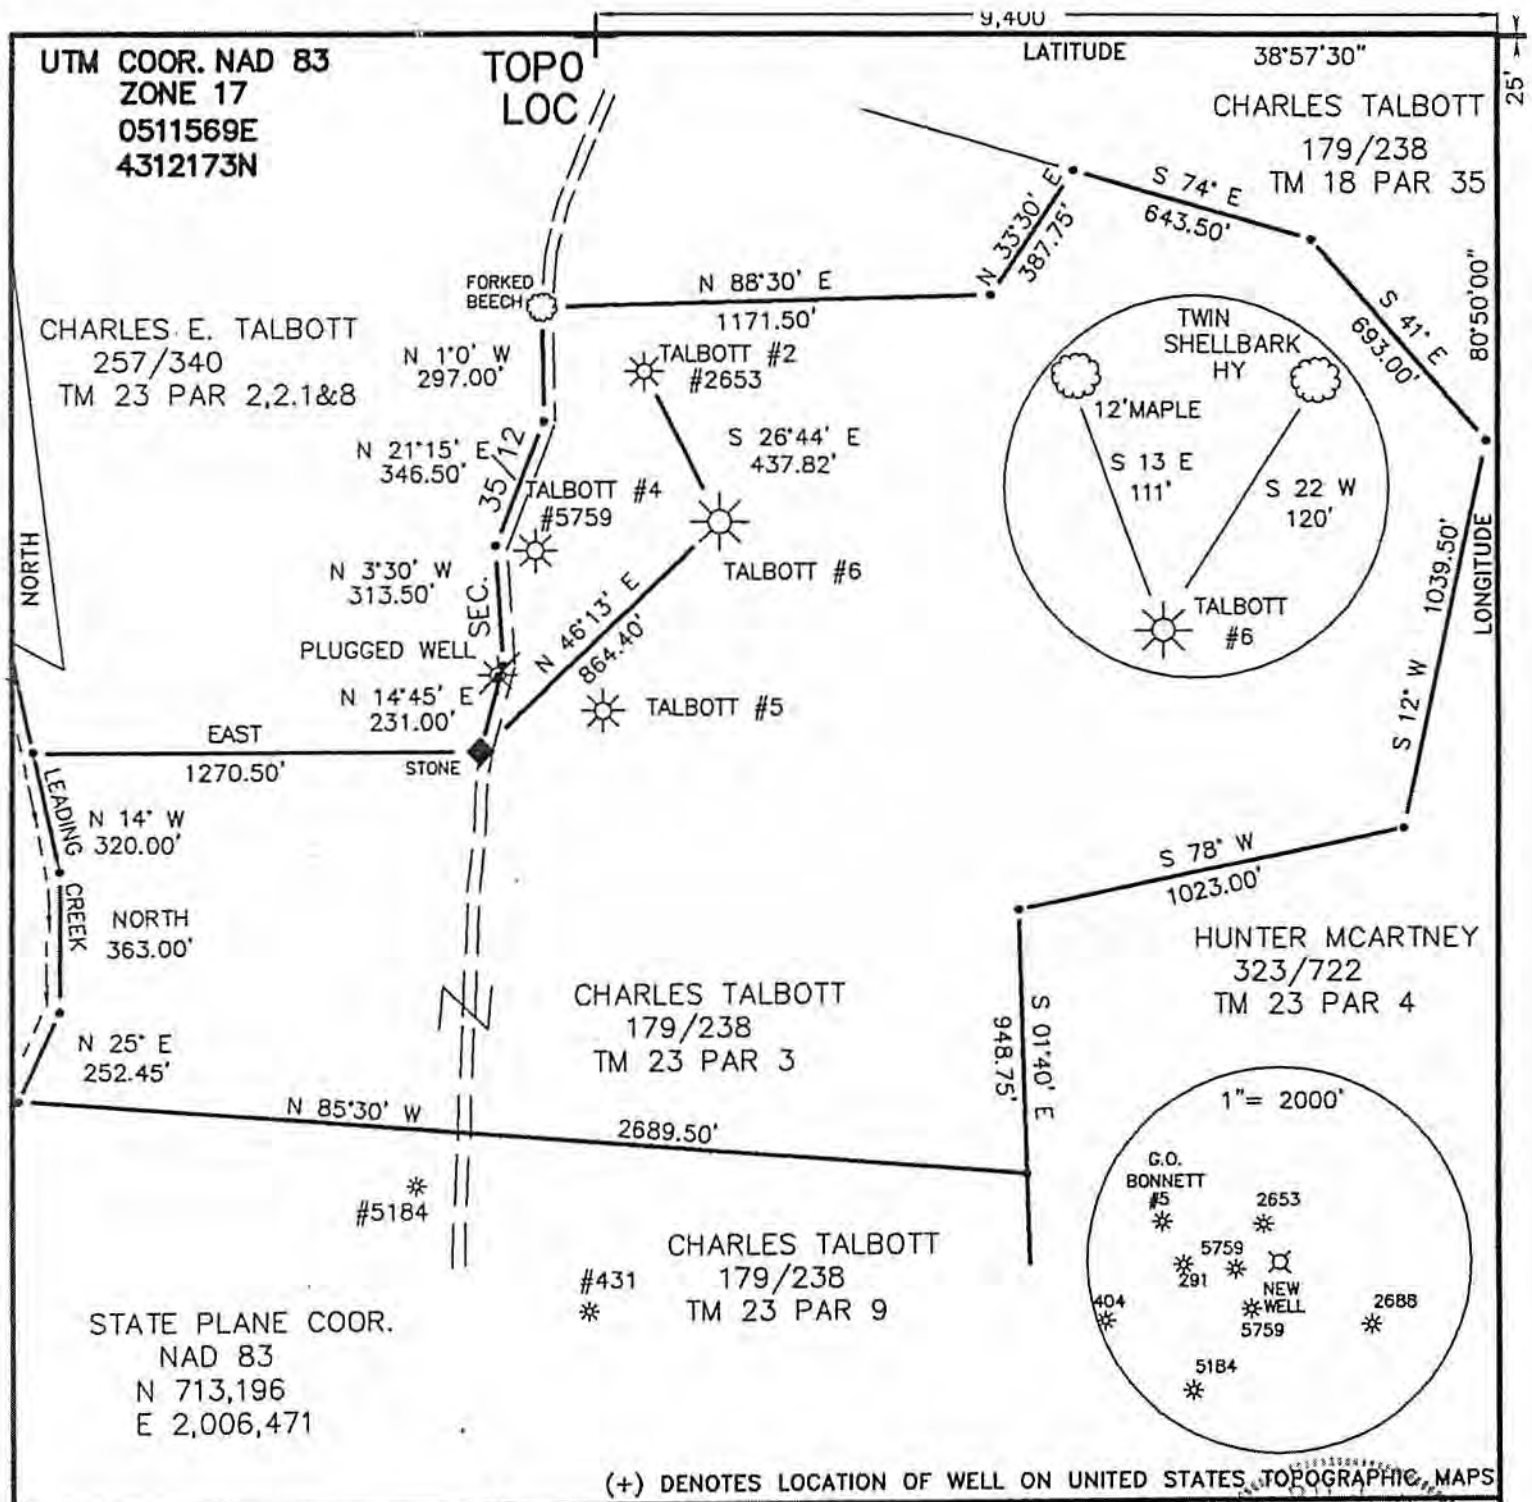 9,400
UTM COOR. NAD 83
ZONE 17
0511569E
4312173N
TOPO
LOC
LATITUDE 38°57'30"
25'
CHARLES TALBOTT
179/238
TM 18 PAR 35
S 74° E
643.50'
N 33°30' E
387.75'
S 41° E
693.00'
80°50'00"
LONGITUDE
FORKED
BEECH
N 88°30' E
1171.50'
CHARLES E. TALBOTT
257/340
TM 23 PAR 2,2.1&8
N 1°0' W
297.00'
TALBOTT #2
#2653
TWIN
SHELLBARK
HY
12'MAPLE
S 13 E
111'
S 22 W
120'
TALBOTT
#6
N 21°15' E
346.50'
35/12
SEC.
S 26°44' E
437.82'
TALBOTT #4
#5759
TALBOTT #6
NORTH
N 3°30' W
313.50'
PLUGGED WELL
N 46°13' E
864.40'
N 14°45' E
231.00'
TALBOTT #5
S 12° W
1039.50'
EAST
1270.50'
STONE
LEADING
CREEK
N 14° W
320.00'
NORTH
363.00'
N 25° E
252.45'
S 78° W
1023.00'
HUNTER MCARTNEY
323/722
TM 23 PAR 4
CHARLES TALBOTT
179/238
TM 23 PAR 3
S 01°40' E
948.75'
N 85°30' W
2689.50'
#5184
1"= 2000'
G.O.
BONNETT
#5
2653
5759
291
NEW
WELL
404
5759
2688
5184
CHARLES TALBOTT
179/238
TM 23 PAR 9
#431
STATE PLANE COOR.
NAD 83
N 713,196
E 2,006,471
(+) DENOTES LOCATION OF WELL ON UNITED STATES TOPOGRAPHIC MAPS